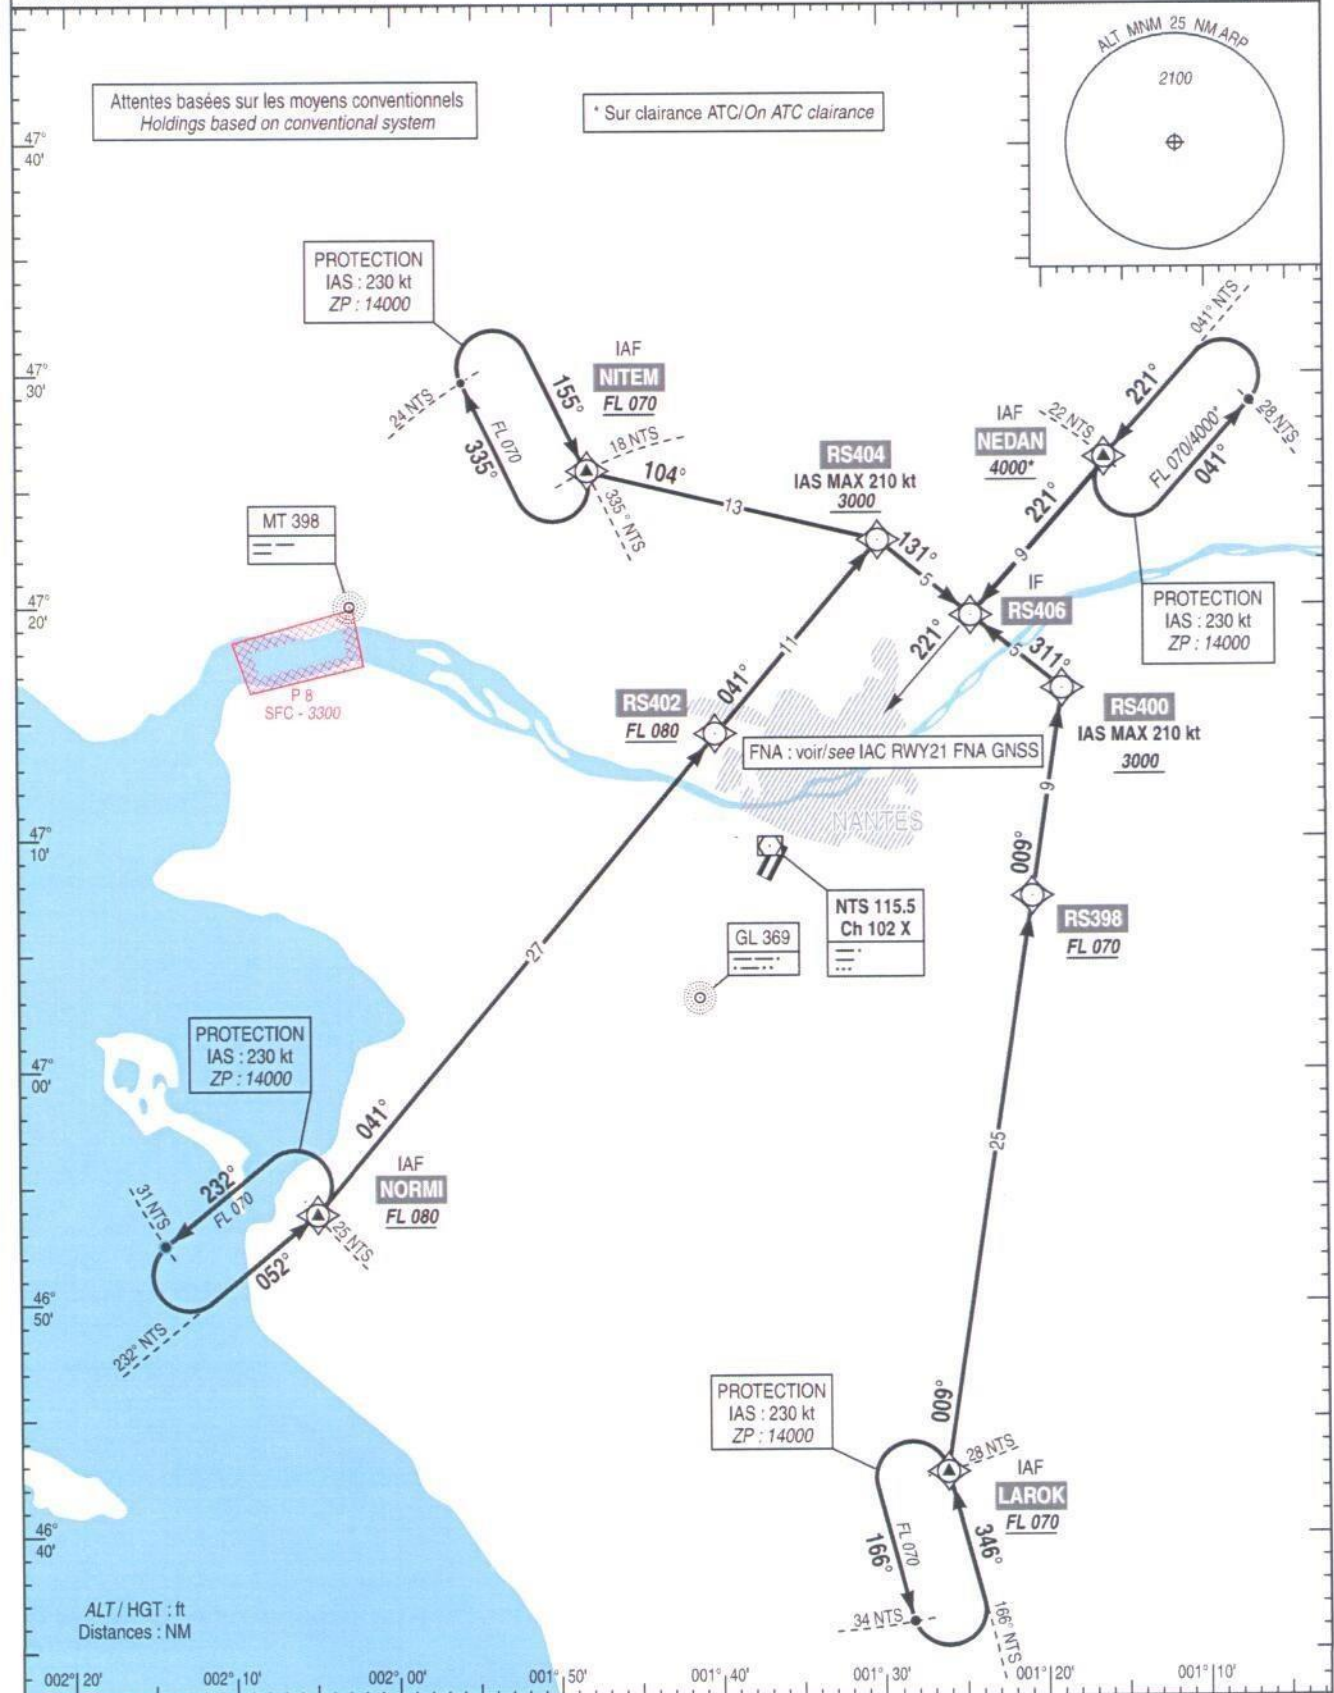 ALT MNM 25 NM ARP
2100
Attentes basées sur les moyens conventionnels
Holdings based on conventional system
* Sur clairance ATC/On ATC clairance
47°
40'
PROTECTION
IAS : 230 kt
ZP : 14000
041° NTS
IAF
NITEM
FL 070
155°
24 NTS
FL 070
335°
47°
30'
18 NTS
335° NTS
104°
13
RS404
IAS MAX 210 kt
3000
IAF
NEDAN
4000*
22 NTS
221°
28 NTS
FL 070/4000*
041°
221°
9
131°
5
MT 398
IF
RS406
PROTECTION
IAS : 230 kt
ZP : 14000
47°
20'
P 8
SFC - 3300
11
041°
221°
5
311°
RS402
FL 080
RS400
IAS MAX 210 kt
3000
FNA : voir/see IAC RWY21 FNA GNSS
NANTES
9
009°
47°
10'
NTS 115.5
Ch 102 X
GL 369
RS398
FL 070
27
PROTECTION
IAS : 230 kt
ZP : 14000
47°
00'
041°
25
IAF
NORMI
FL 080
232°
FL 070
31 NTS
25 NTS
052°
232° NTS
46°
50'
PROTECTION
IAS : 230 kt
ZP : 14000
009°
28 NTS
IAF
LAROK
FL 070
FL 070
166°
346°
34 NTS
166° NTS
46°
40'
ALT / HGT : ft
Distances : NM
002° 20'
002° 10'
002° 00'
001° 50'
001° 40'
001° 30'
001° 20'
001° 10'